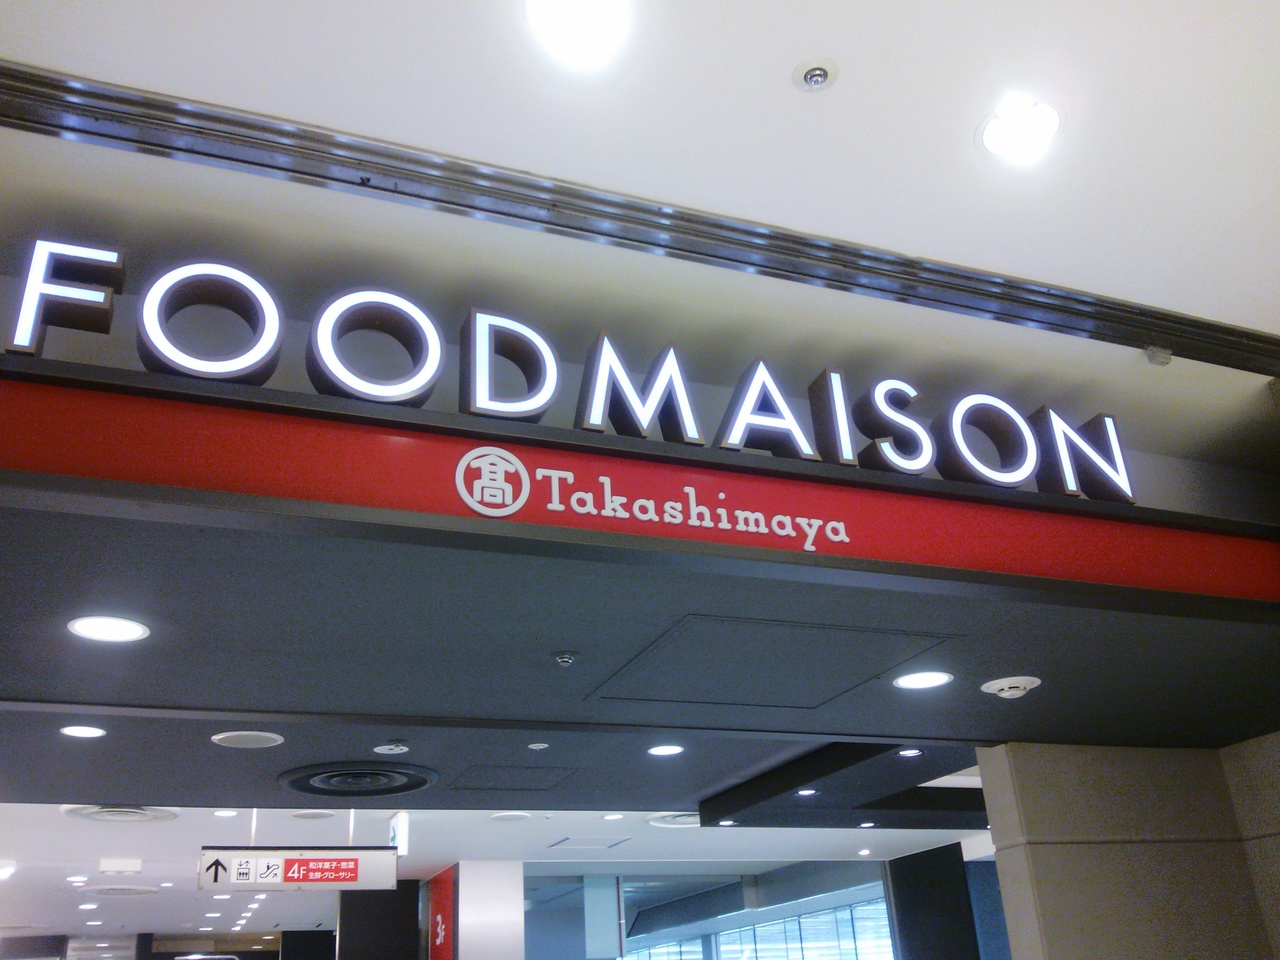 FOODMAISON
髙 Takashimaya
4F 和洋菓子・惣菜
生鮮・グローサリー
3F